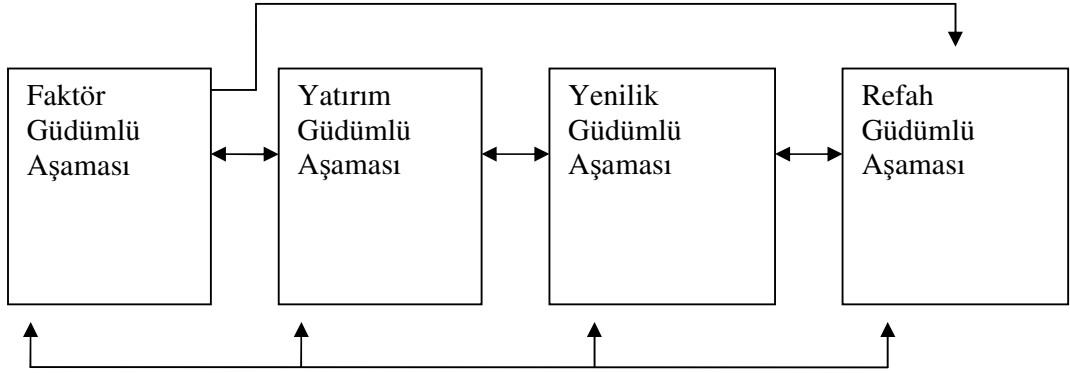 Faktör
Güdümlü
Aşaması
Yatırım
Güdümlü
Aşaması
Yenilik
Güdümlü
Aşaması
Refah
Güdümlü
Aşaması